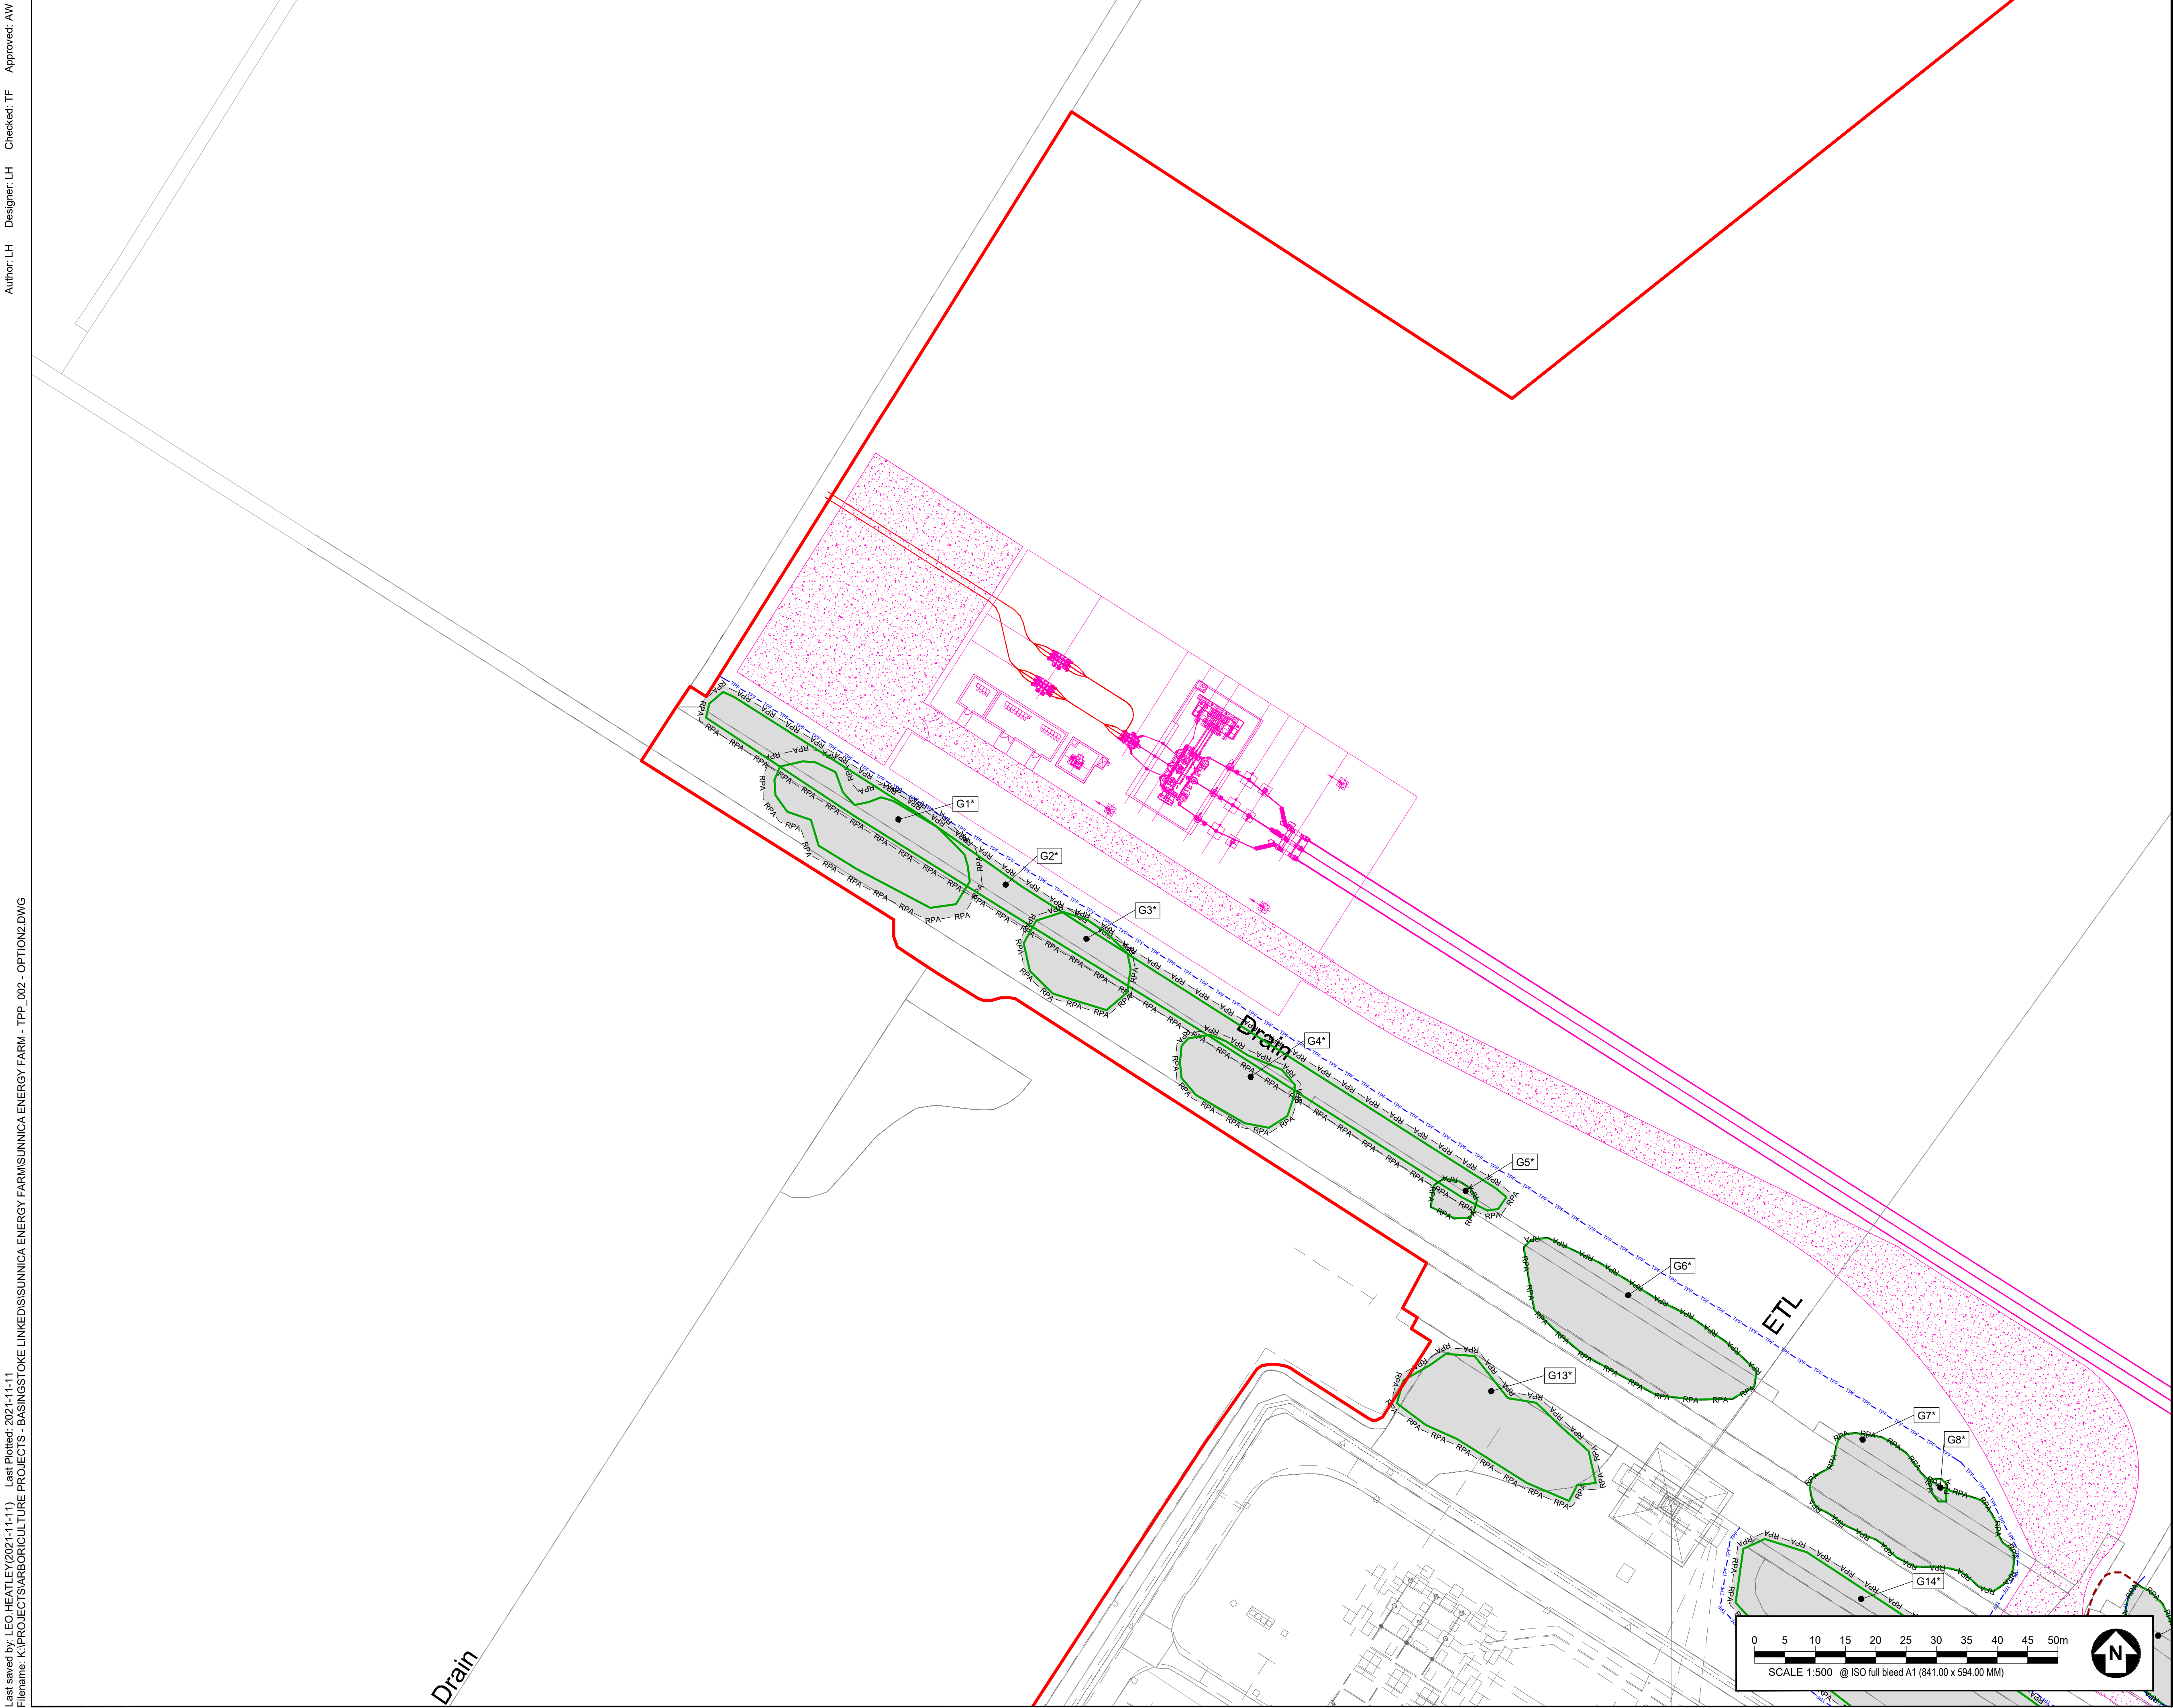 Last saved by: LEO.HEATLEY(2021-11-11) Last Plotted: 2021-11-11
Filename: K:\PROJECTS\ARBORICULTURE PROJECTS - BASINGSTOKE LINKED\S\SUNNICA ENERGY FARM\SUNNICA ENERGY FARM - TPP_002 - OPTION2.DWG
Author: LH Designer: LH Checked: TF Approved: AW
G1*
G2*
G3*
Drain
G4*
G5*
G6*
ETL
G13*
G7*
G8*
G14*
Drain
RPA
TPF
0 5 10 15 20 25 30 35 40 45 50m
SCALE 1:500 @ ISO full bleed A1 (841.00 x 594.00 MM)
N